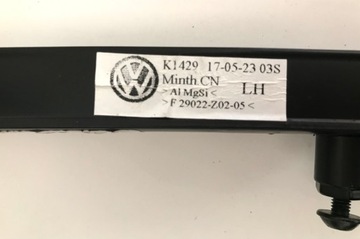 K1429 17-05-23 03S
Minth.CN
>Al MgSi< LH
>F 29022-Z02-05<